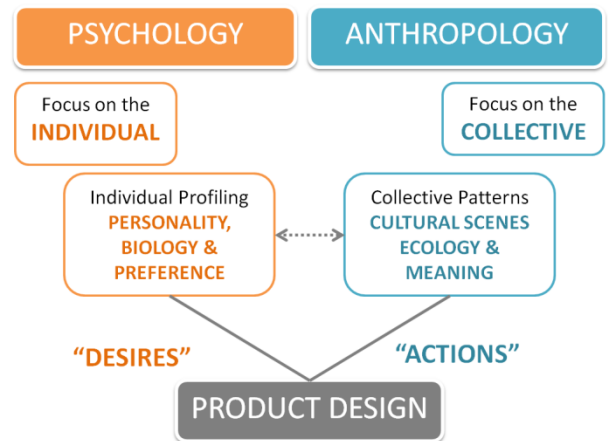 PSYCHOLOGY
ANTHROPOLOGY
Focus on the
INDIVIDUAL
Focus on the
COLLECTIVE
Individual Profiling
PERSONALITY,
BIOLOGY &
PREFERENCE
Collective Patterns
CULTURAL SCENES
ECOLOGY &
MEANING
“DESIRES”
“ACTIONS”
PRODUCT DESIGN